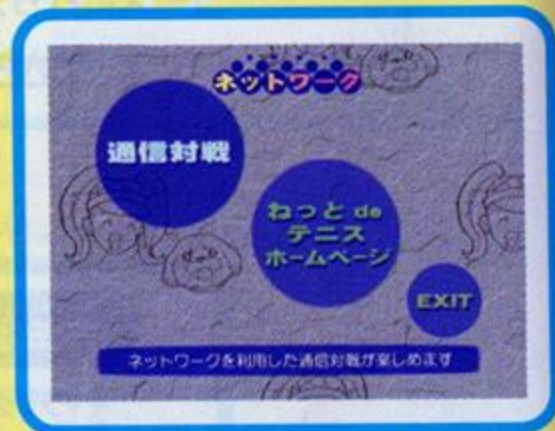 ネットワーク
通信対戦
ねっと de
テニス
ホームページ
EXIT
ネットワークを利用した通信対戦が楽しめます